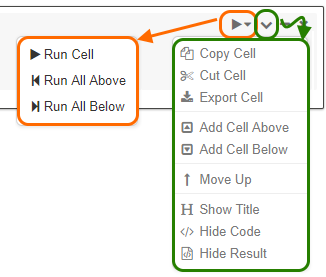 Run Cell
Run All Above
Run All Below
Copy Cell
Cut Cell
Export Cell
Add Cell Above
Add Cell Below
Move Up
Show Title
Hide Code
Hide Result